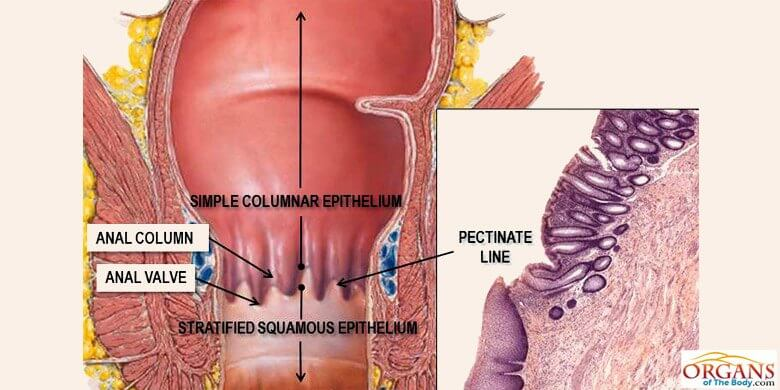 SIMPLE COLUMNAR EPITHELIUM
ANAL COLUMN
PECTINATE
LINE
ANAL VALVE
STRATIFIED SQUAMOUS EPITHELIUM
ORGANS
of The Body.com